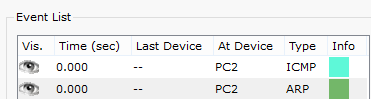 Event List
Vis. Time (sec) Last Device At Device Type Info
0.000 -- PC2 ICMP
0.000 -- PC2 ARP